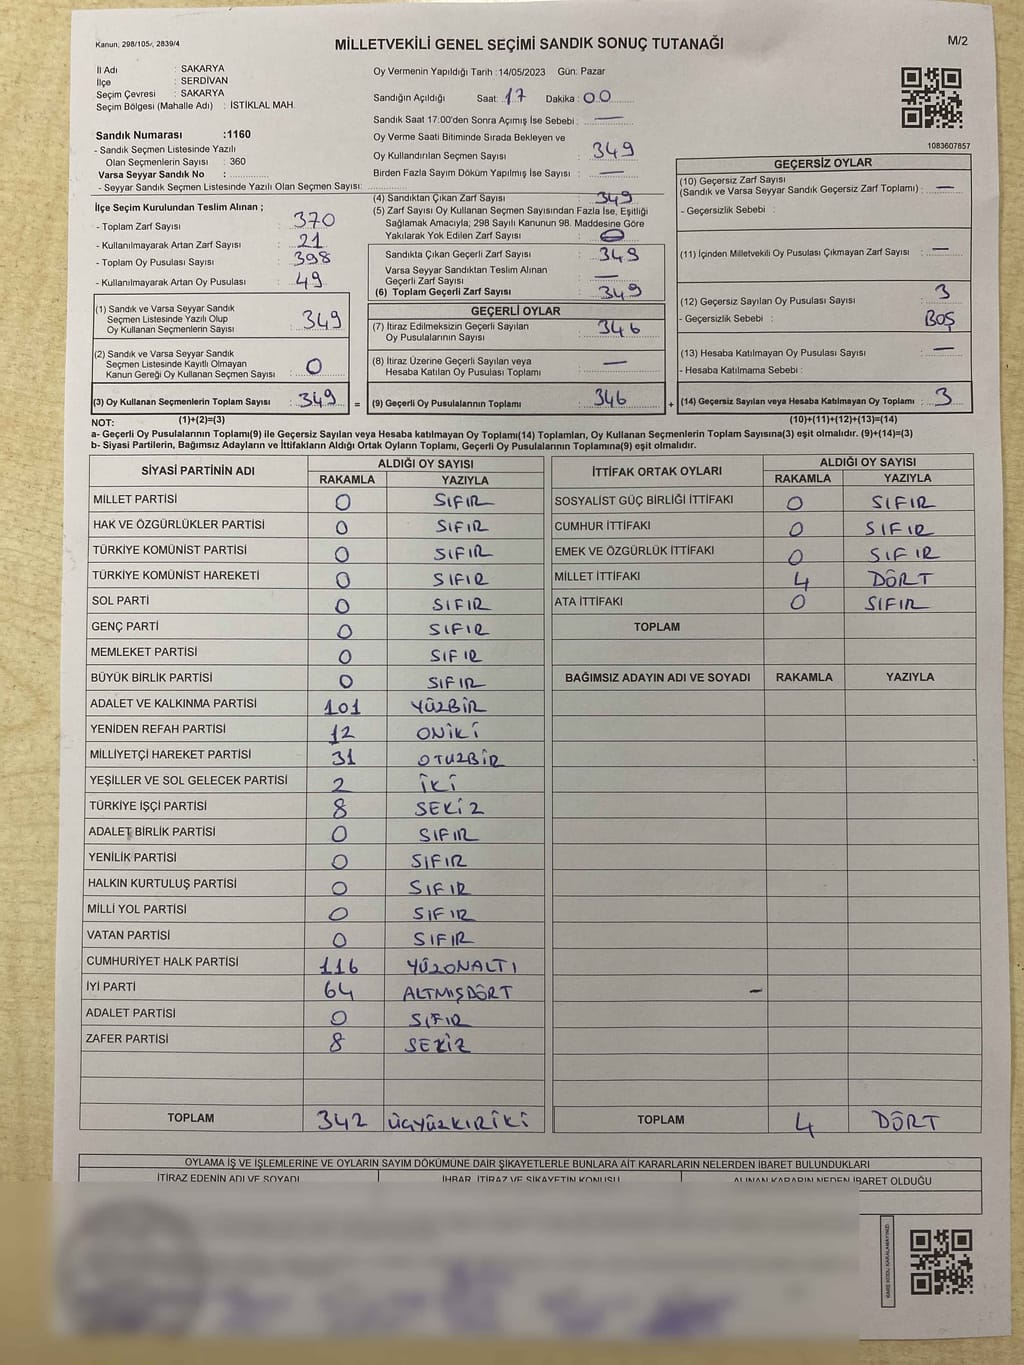 Kanun: 298/105, 2839/4
MİLLETVEKİLİ GENEL SEÇİMİ SANDIK SONUÇ TUTANAĞI
M/2
İl Adı : SAKARYA
İlçe : SERDİVAN
Seçim Çevresi : SAKARYA
Seçim Bölgesi (Mahalle Adı) : İSTİKLAL MAH.
Sandık Numarası :1160
- Sandık Seçmen Listesinde Yazılı
Olan Seçmenlerin Sayısı : 360
Varsa Seyyar Sandık No :
- Seyyar Sandık Seçmen Listesinde Yazılı Olan Seçmen Sayısı:
Oy Vermenin Yapıldığı Tarih :14/05/2023 Gün: Pazar
Sandığın Açıldığı Saat: 17 Dakika: 00
Sandık Saat 17:00'den Sonra Açımış İse Sebebi : —
Oy Verme Saati Bitiminde Sırada Bekleyen ve
Oy Kullandırılan Seçmen Sayısı : 349
Birden Fazla Sayım Döküm Yapılmış İse Sayısı : —
1083607857
İlçe Seçim Kurulundan Teslim Alınan ;
- Toplam Zarf Sayısı : 370
- Kullanılmayarak Artan Zarf Sayısı : 21
- Toplam Oy Pusulası Sayısı : 398
- Kullanılmayarak Artan Oy Pusulası : 49
(1) Sandık ve Varsa Seyyar Sandık
Seçmen Listesinde Yazılı Olup
Oy Kullanan Seçmenlerin Sayısı : 349
(2) Sandık ve Varsa Seyyar Sandık
Seçmen Listesinde Kayıtlı Olmayan
Kanun Gereği Oy Kullanan Seçmen Sayısı : 0
(3) Oy Kullanan Seçmenlerin Toplam Sayısı : 349 =
(4) Sandıktan Çıkan Zarf Sayısı : 349
(5) Zarf Sayısı Oy Kullanan Seçmen Sayısından Fazla İse, Eşitliği
Sağlamak Amacıyla; 298 Sayılı Kanunun 98. Maddesine Göre
Yakılarak Yok Edilen Zarf Sayısı : 0
Sandıkta Çıkan Geçerli Zarf Sayısı : 349
Varsa Seyyar Sandıktan Teslim Alınan
Geçerli Zarf Sayısı : —
(6) Toplam Geçerli Zarf Sayısı : 349
GEÇERLİ OYLAR
(7) İtiraz Edilmeksizin Geçerli Sayılan
Oy Pusulalarının Sayısı : 346
(8) İtiraz Üzerine Geçerli Sayılan veya
Hesaba Katılan Oy Pusulası Toplamı : —
(9) Geçerli Oy Pusulalarının Toplamı : 346 +
GEÇERSİZ OYLAR
(10) Geçersiz Zarf Sayısı
(Sandık ve Varsa Seyyar Sandık Geçersiz Zarf Toplamı) : —
- Geçersizlik Sebebi :
(11) İçinden Milletvekili Oy Pusulası Çıkmayan Zarf Sayısı : —
(12) Geçersiz Sayılan Oy Pusulası Sayısı : 3
- Geçersizlik Sebebi : BOŞ
(13) Hesaba Katılmayan Oy Pusulası Sayısı : —
- Hesaba Katılmama Sebebi :
(14) Geçersiz Sayılan veya Hesaba Katılmayan Oy Toplamı : 3
NOT: (1)+(2)=(3) (10)+(11)+(12)+(13)=(14)
a- Geçerli Oy Pusulalarının Toplamı(9) ile Geçersiz Sayılan veya Hesaba katılmayan Oy Toplamı(14) Toplamları, Oy Kullanan Seçmenlerin Toplam Sayısına(3) eşit olmalıdır. (9)+(14)=(3)
b- Siyasi Partilerin, Bağımsız Adayların ve İttifakların Aldığı Ortak Oyların Toplamı, Geçerli Oy Pusulalarının Toplamına(9) eşit olmalıdır.
SİYASİ PARTİNİN ADI ALDIĞI OY SAYISI
RAKAMLA YAZIYLA
MİLLET PARTİSİ 0 SIFIR
HAK VE ÖZGÜRLÜKLER PARTİSİ 0 SIFIR
TÜRKİYE KOMÜNİST PARTİSİ 0 SIFIR
TÜRKİYE KOMÜNİST HAREKETİ 0 SIFIR
SOL PARTİ 0 SIFIR
GENÇ PARTİ 0 SIFIR
MEMLEKET PARTİSİ 0 SIFIR
BÜYÜK BİRLİK PARTİSİ 0 SIFIR
ADALET VE KALKINMA PARTİSİ 101 YÜZBİR
YENİDEN REFAH PARTİSİ 12 ONİKİ
MİLLİYETÇİ HAREKET PARTİSİ 31 OTUZBİR
YEŞİLLER VE SOL GELECEK PARTİSİ 2 İKİ
TÜRKİYE İŞÇİ PARTİSİ 8 SEKİZ
ADALET BİRLİK PARTİSİ 0 SIFIR
YENİLİK PARTİSİ 0 SIFIR
HALKIN KURTULUŞ PARTİSİ 0 SIFIR
MİLLİ YOL PARTİSİ 0 SIFIR
VATAN PARTİSİ 0 SIFIR
CUMHURİYET HALK PARTİSİ 116 YÜZONALTI
İYİ PARTİ 64 ALTMIŞDÖRT
ADALET PARTİSİ 0 SIFIR
ZAFER PARTİSİ 8 SEKİZ
TOPLAM 342 ÜÇYÜZKIRIKİ
İTTİFAK ORTAK OYLARI ALDIĞI OY SAYISI
RAKAMLA YAZIYLA
SOSYALİST GÜÇ BİRLİĞİ İTTİFAKI 0 SIFIR
CUMHUR İTTİFAKI 0 SIFIR
EMEK VE ÖZGÜRLÜK İTTİFAKI 0 SIFIR
MİLLET İTTİFAKI 4 DÖRT
ATA İTTİFAKI 0 SIFIR
TOPLAM
BAĞIMSIZ ADAYIN ADI VE SOYADI RAKAMLA YAZIYLA
—
TOPLAM 4 DÖRT
OYLAMA İŞ VE İŞLEMLERİNE VE OYLARIN SAYIM DÖKÜMÜNE DAİR ŞİKAYETLERLE BUNLARA AİT KARARLARIN NELERDEN İBARET BULUNDUKLARI
İTİRAZ EDENİN ADI VE SOYADI İHBAR, İTİRAZ VE ŞİKAYETİN KONUSU ALINAN KARARIN NEDEN İBARET OLDUĞU
KARE KODU KARALAMAYINIZ.